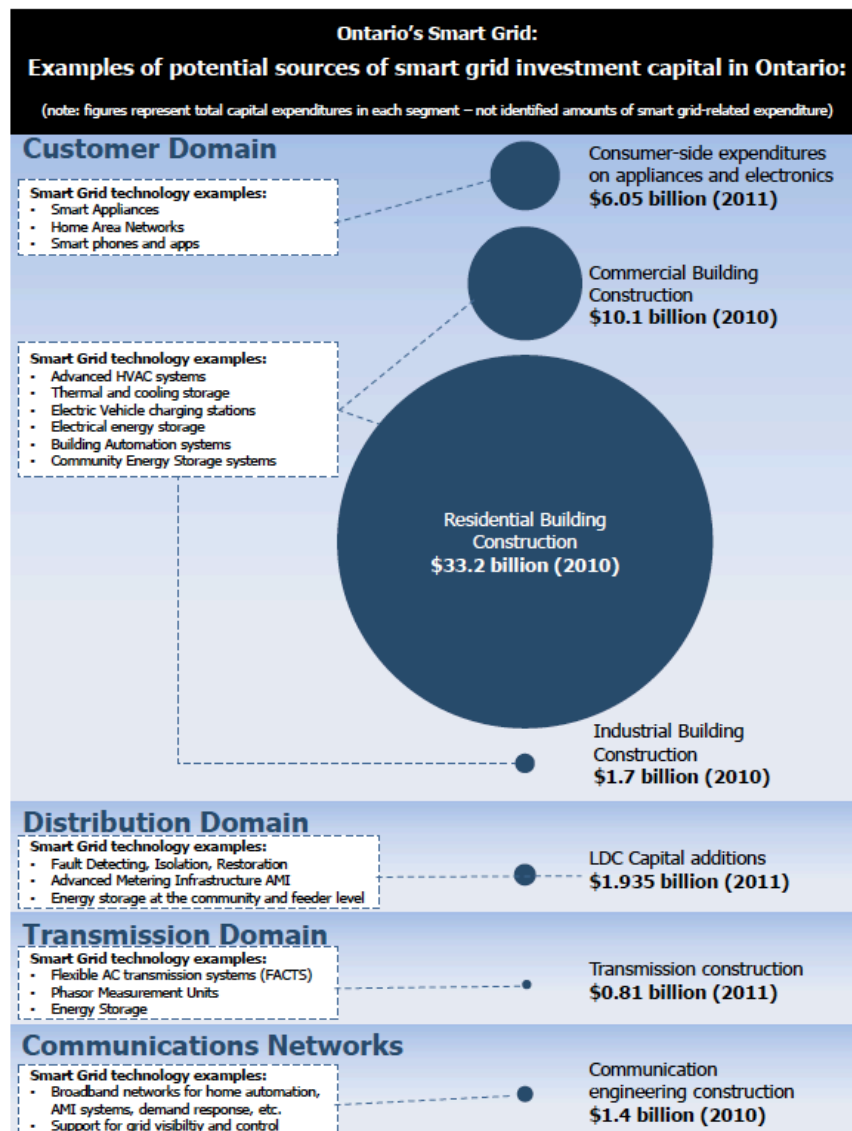 Ontario's Smart Grid:
Examples of potential sources of smart grid investment capital in Ontario:
(note: figures represent total capital expenditures in each segment – not identified amounts of smart grid-related expenditure)
Customer Domain
Smart Grid technology examples:
• Smart Appliances
• Home Area Networks
• Smart phones and apps
Consumer-side expenditures
on appliances and electronics
$6.05 billion (2011)
Commercial Building
Construction
$10.1 billion (2010)
Smart Grid technology examples:
• Advanced HVAC systems
• Thermal and cooling storage
• Electric Vehicle charging stations
• Electrical energy storage
• Building Automation systems
• Community Energy Storage systems
Residential Building
Construction
$33.2 billion (2010)
Industrial Building
Construction
$1.7 billion (2010)
Distribution Domain
Smart Grid technology examples:
• Fault Detecting, Isolation, Restoration
• Advanced Metering Infrastructure AMI
• Energy storage at the community and feeder level
LDC Capital additions
$1.935 billion (2011)
Transmission Domain
Smart Grid technology examples:
• Flexible AC transmission systems (FACTS)
• Phasor Measurement Units
• Energy Storage
Transmission construction
$0.81 billion (2011)
Communications Networks
Smart Grid technology examples:
• Broadband networks for home automation,
AMI systems, demand response, etc.
• Support for grid visibiltiy and control
Communication
engineering construction
$1.4 billion (2010)